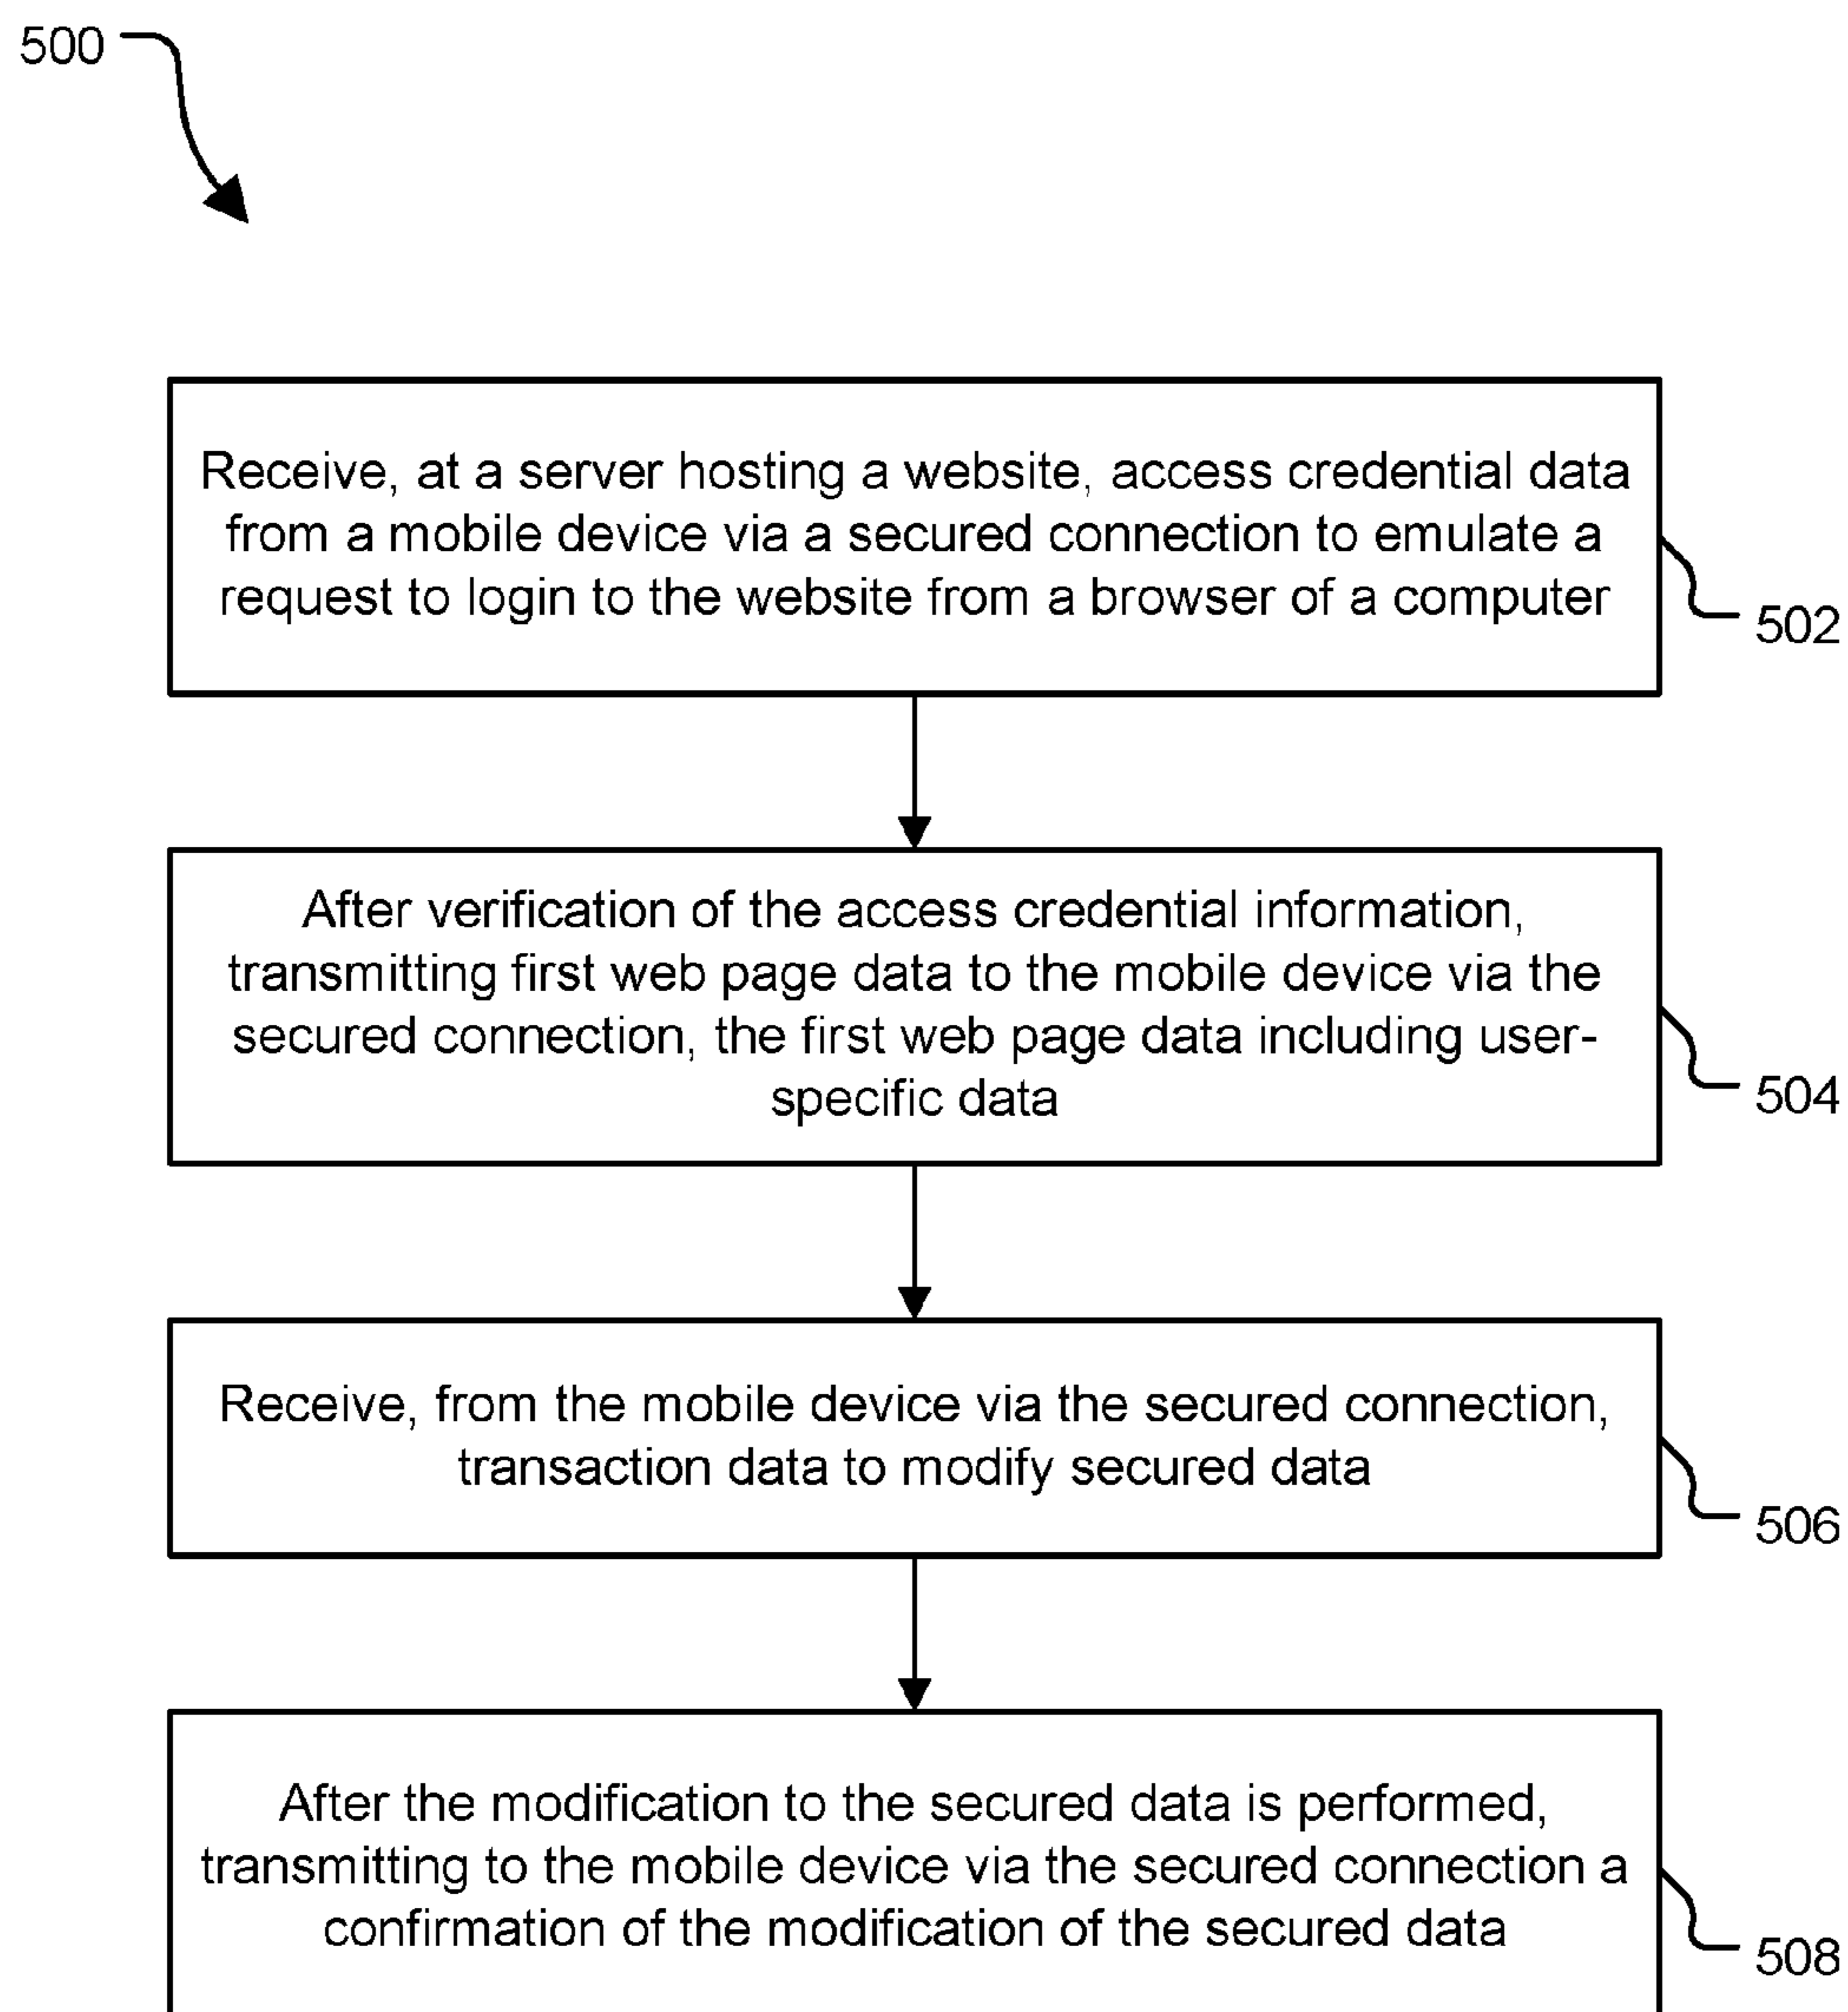 500
Receive, at a server hosting a website, access credential data
from a mobile device via a secured connection to emulate a
request to login to the website from a browser of a computer
502
After verification of the access credential information,
transmitting first web page data to the mobile device via the
secured connection, the first web page data including user-
specific data
504
Receive, from the mobile device via the secured connection,
transaction data to modify secured data
506
After the modification to the secured data is performed,
transmitting to the mobile device via the secured connection a
confirmation of the modification of the secured data
508